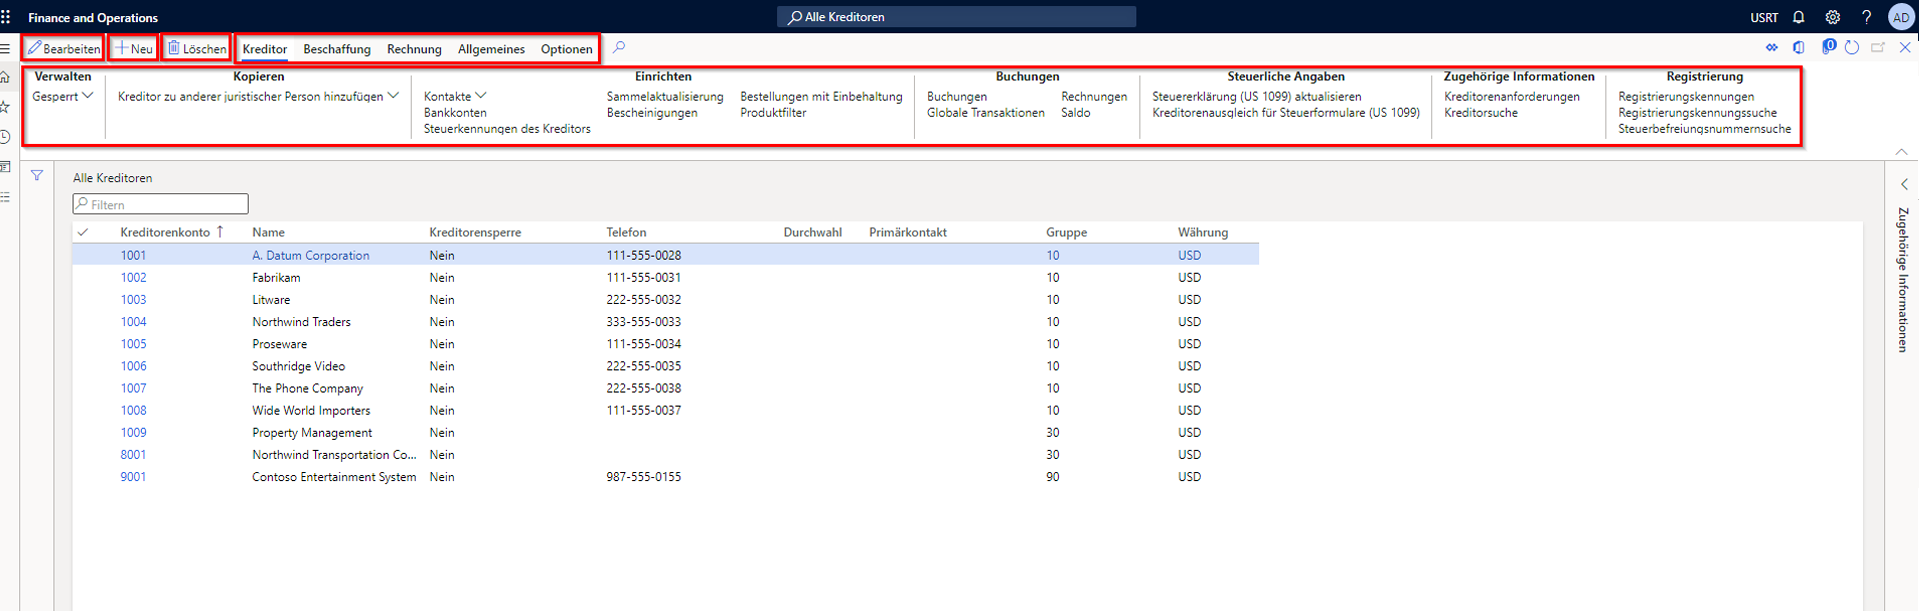 Finance and Operations
Alle Kreditoren
USRT
AD
Bearbeiten Neu Löschen Kreditor Beschaffung Rechnung Allgemeines Optionen
0
Verwalten Kopieren Einrichten Buchungen Steuerliche Angaben Zugehörige Informationen Registrierung
Gesperrt Kreditor zu anderer juristischer Person hinzufügen Kontakte Sammelaktualisierung Bestellungen mit Einbehaltung Buchungen Rechnungen Steuererklärung (US 1099) aktualisieren Kreditorenanforderungen Registrierungskennungen
Bankkonten Bescheinigungen Produktfilter Globale Transaktionen Saldo Kreditorenausgleich für Steuerformulare (US 1099) Kreditorsuche Registrierungskennungssuche
Steuerkennungen des Kreditors Steuerbefreiungsnummernsuche
Alle Kreditoren
Filtern
Kreditorenkonto Name Kreditorensperre Telefon Durchwahl Primärkontakt Gruppe Währung
1001 A. Datum Corporation Nein 111-555-0028 10 USD
1002 Fabrikam Nein 111-555-0031 10 USD
1003 Litware Nein 222-555-0032 10 USD
1004 Northwind Traders Nein 333-555-0033 10 USD
1005 Proseware Nein 111-555-0034 10 USD
1006 Southridge Video Nein 222-555-0035 10 USD
1007 The Phone Company Nein 222-555-0038 10 USD
1008 Wide World Importers Nein 111-555-0037 10 USD
1009 Property Management Nein 30 USD
8001 Northwind Transportation Co... Nein 30 USD
9001 Contoso Entertainment System Nein 987-555-0155 90 USD
Zugehörige Informationen